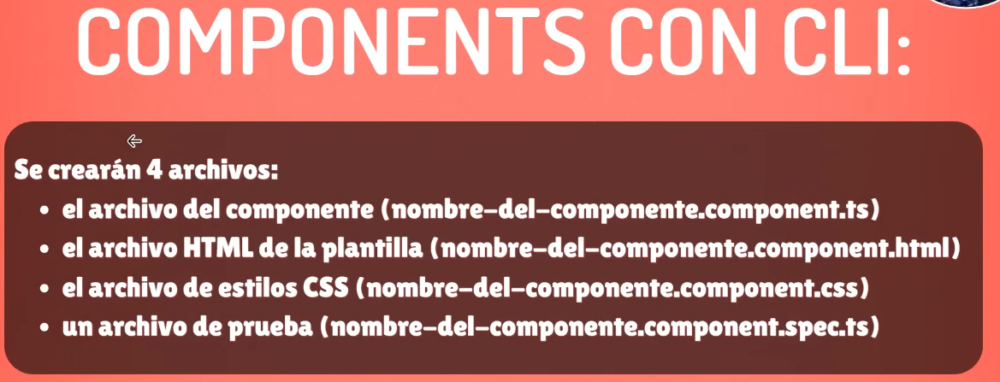 COMPONENTS CON CLI:
Se crearán 4 archivos:
• el archivo del componente (nombre-del-componente.component.ts)
• el archivo HTML de la plantilla (nombre-del-componente.component.html)
• el archivo de estilos CSS (nombre-del-componente.component.css)
• un archivo de prueba (nombre-del-componente.component.spec.ts)